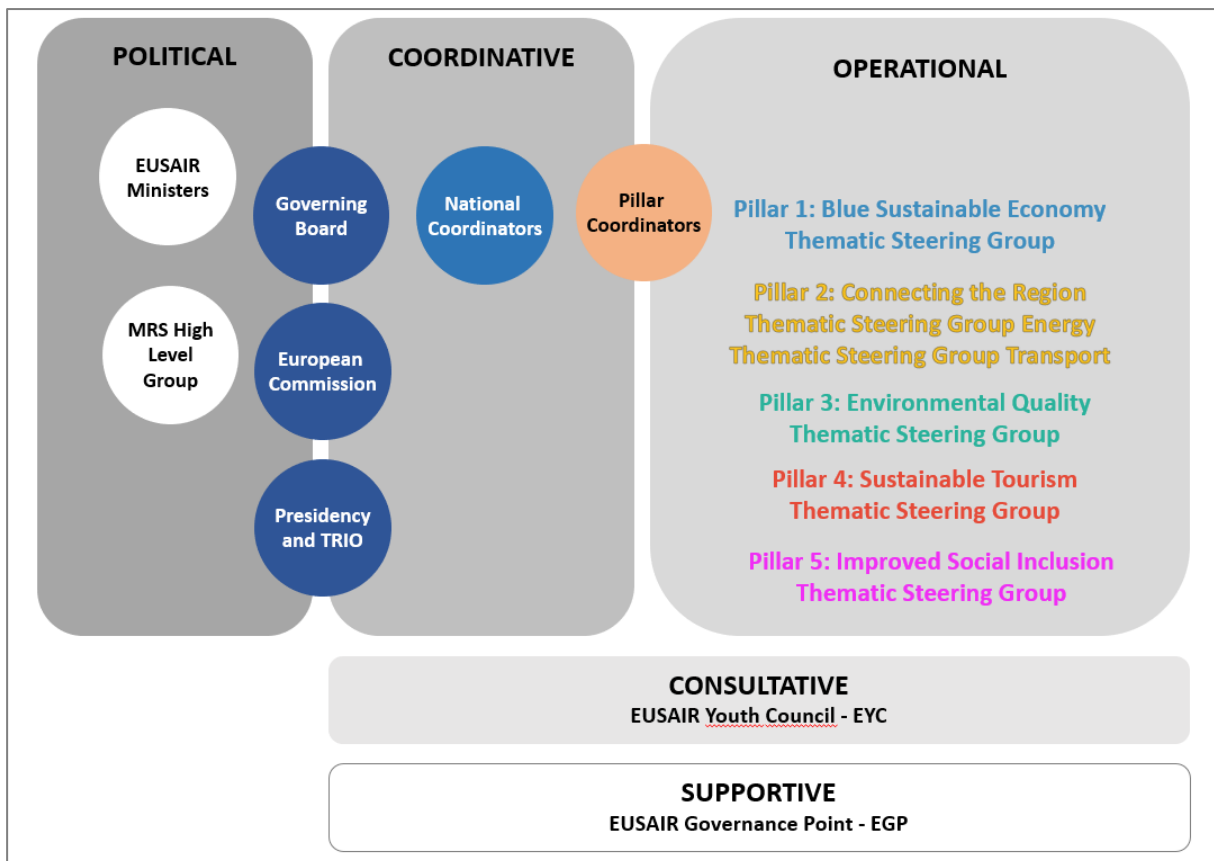 POLITICAL
EUSAIR
Ministers
MRS High
Level
Group
Governing
Board
European
Commission
Presidency
and TRIO
COORDINATIVE
National
Coordinators
Pillar
Coordinators
OPERATIONAL
Pillar 1: Blue Sustainable Economy
Thematic Steering Group
Pillar 2: Connecting the Region
Thematic Steering Group Energy
Thematic Steering Group Transport
Pillar 3: Environmental Quality
Thematic Steering Group
Pillar 4: Sustainable Tourism
Thematic Steering Group
Pillar 5: Improved Social Inclusion
Thematic Steering Group
CONSULTATIVE
EUSAIR Youth Council - EYC
SUPPORTIVE
EUSAIR Governance Point - EGP